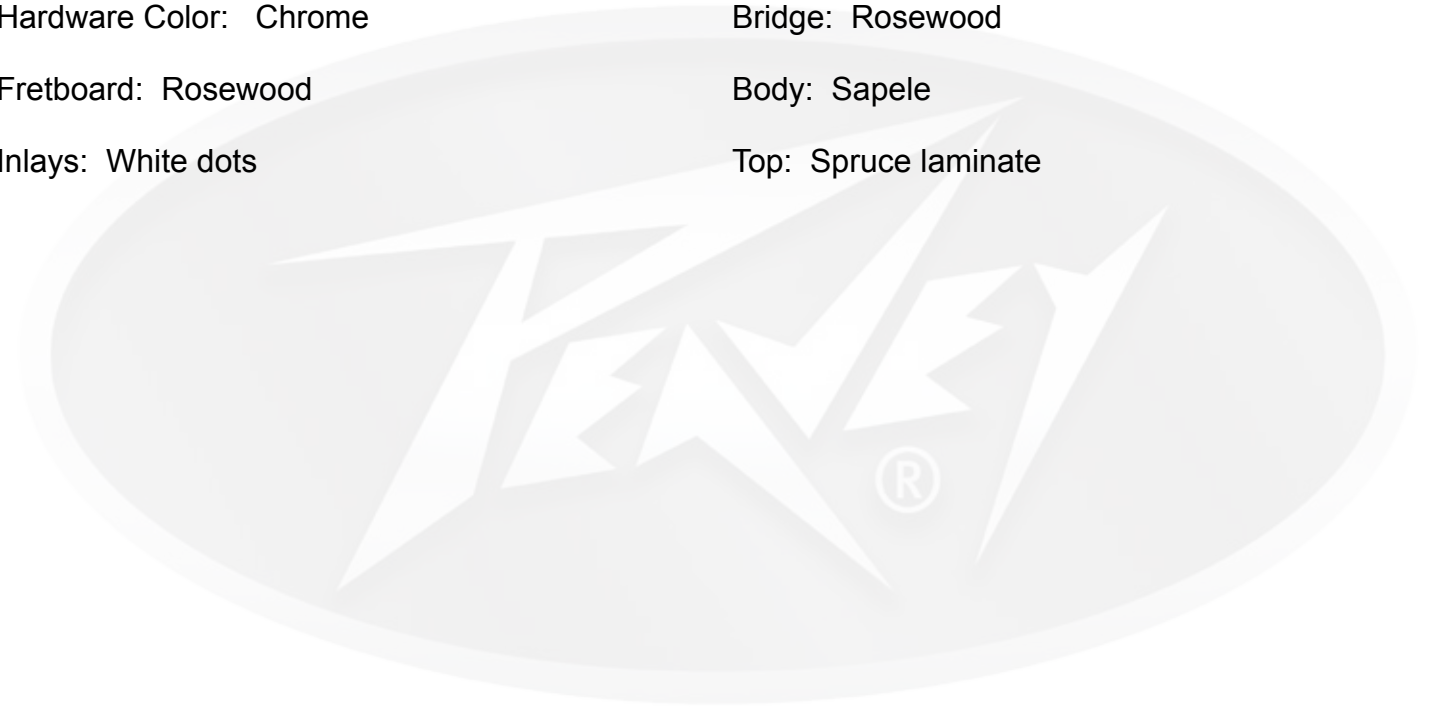 Hardware Color: Chrome
Fretboard: Rosewood
Inlays: White dots
Bridge: Rosewood
Body: Sapele
Top: Spruce laminate
PEAVEY
®